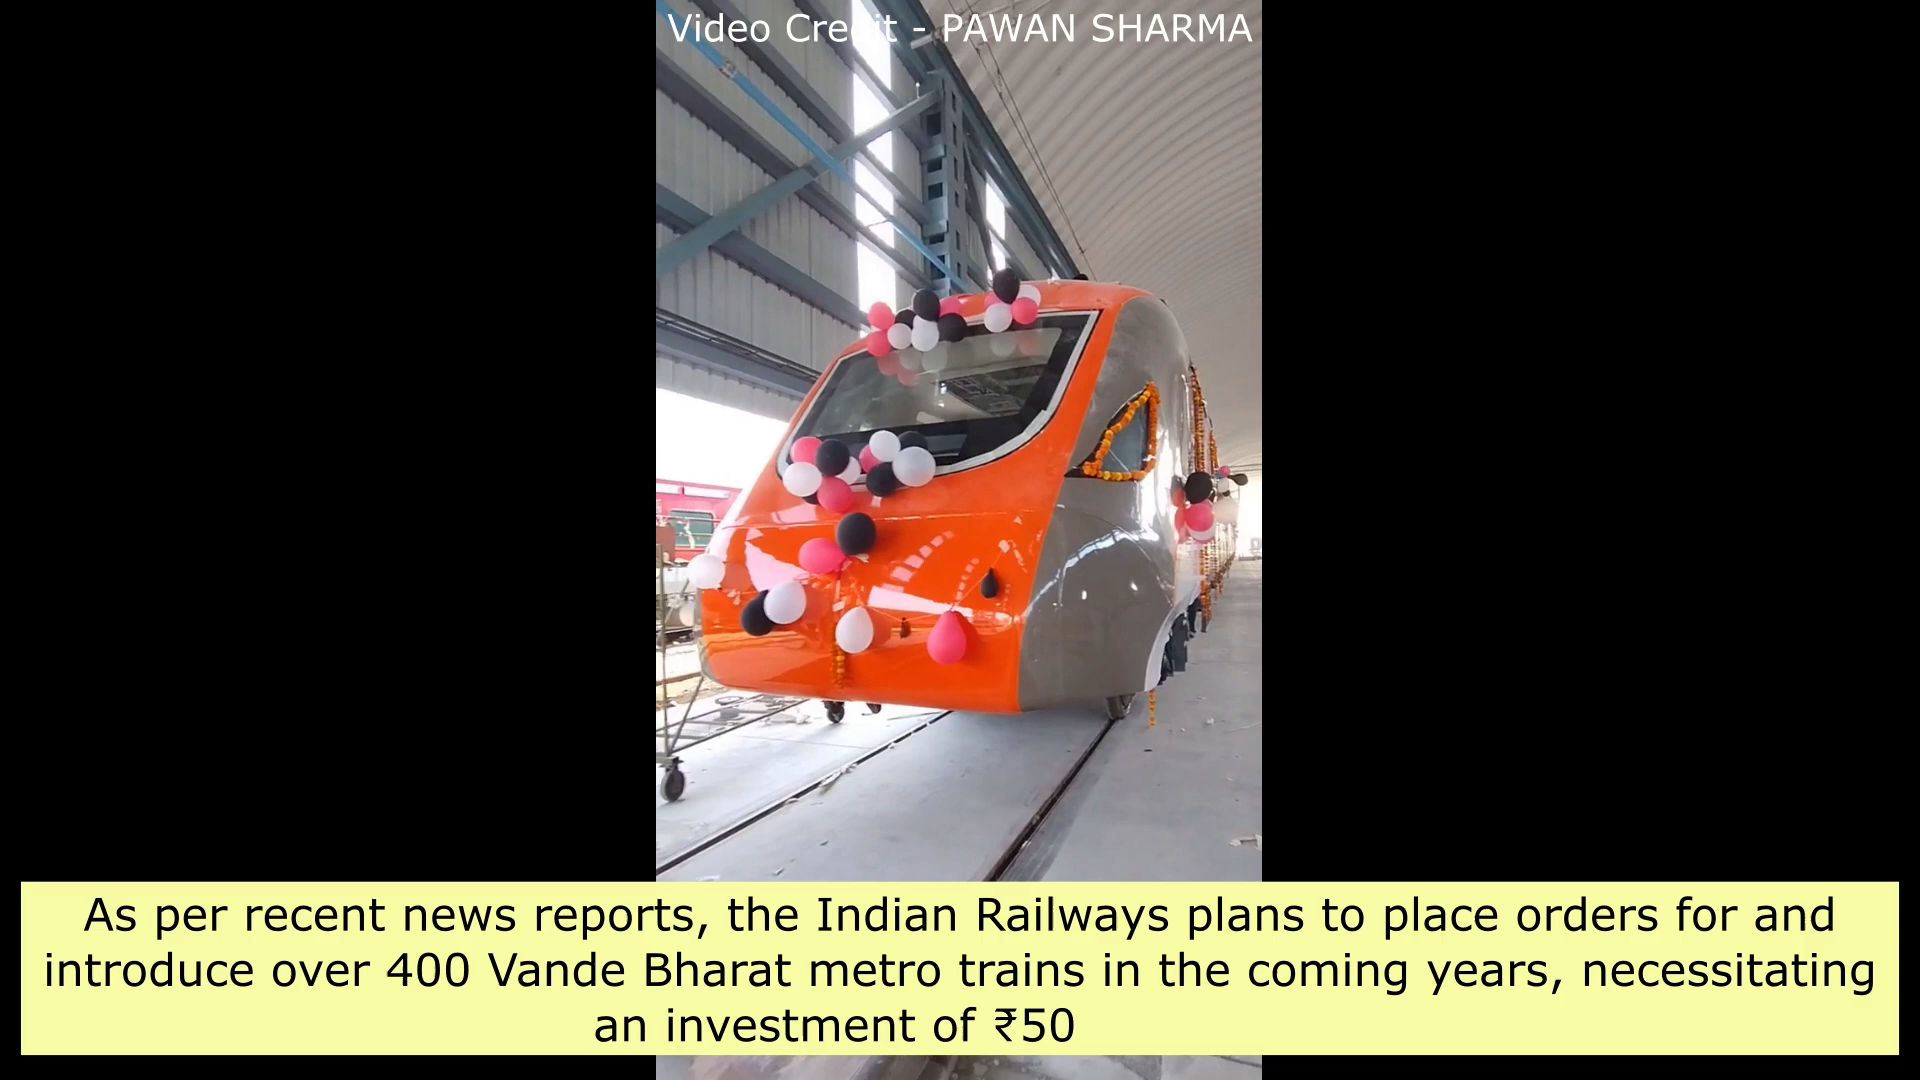 Video Credit - PAWAN SHARMA
As per recent news reports, the Indian Railways plans to place orders for and
introduce over 400 Vande Bharat metro trains in the coming years, necessitating
an investment of ₹50